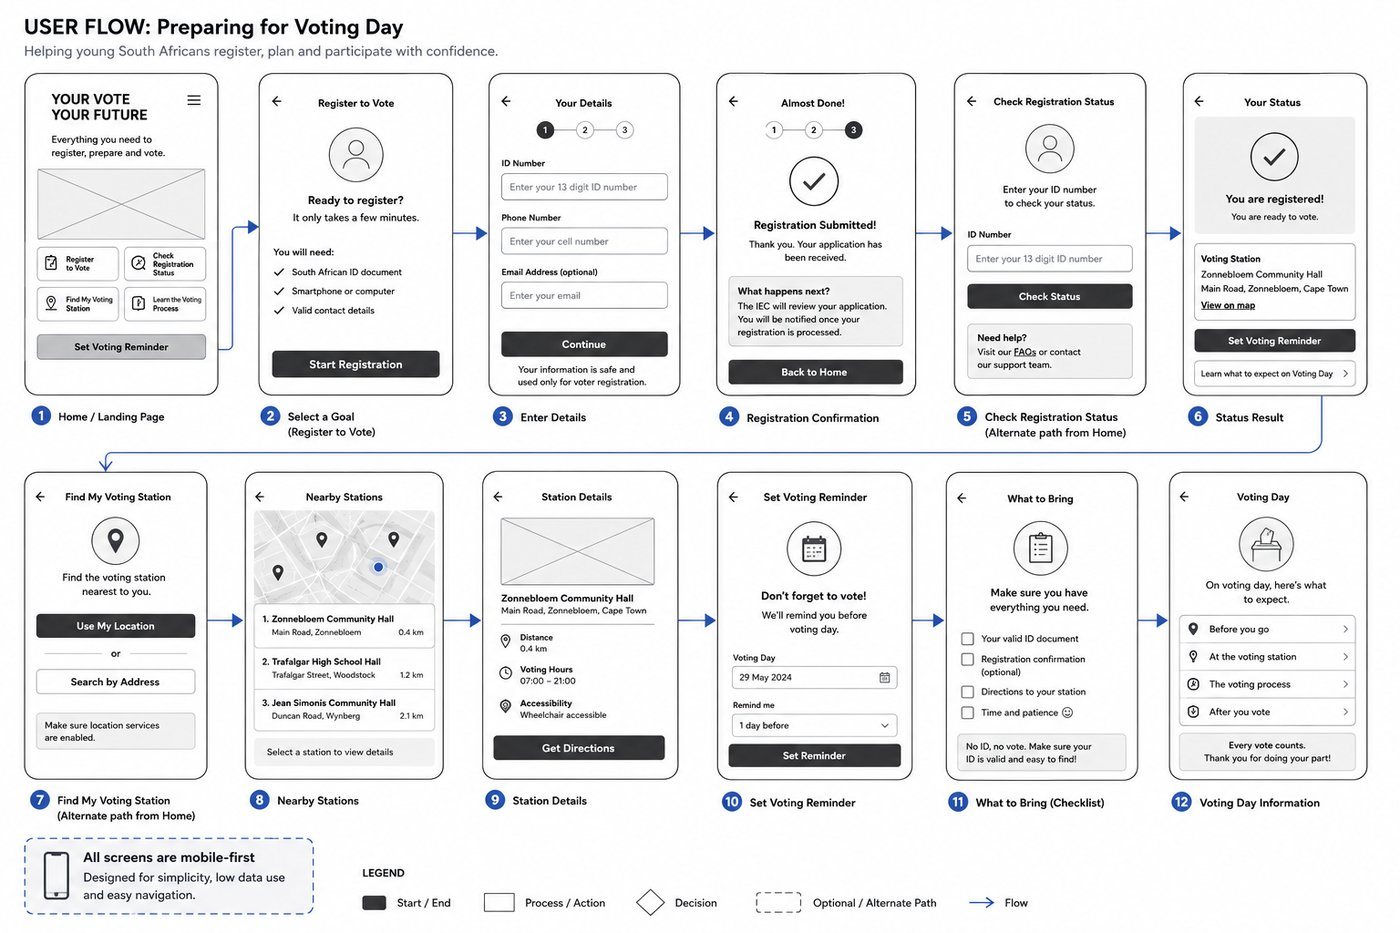 USER FLOW: Preparing for Voting Day
Helping young South Africans register, plan and participate with confidence.
YOUR VOTE
YOUR FUTURE
Everything you need to
register, prepare and vote.
Register
to Vote
Check
Registration
Status
Find My Voting
Station
Learn the Voting
Process
Set Voting Reminder
1 Home / Landing Page
Register to Vote
Ready to register?
It only takes a few minutes.
You will need:
South African ID document
Smartphone or computer
Valid contact details
Start Registration
2 Select a Goal
(Register to Vote)
Your Details
1 2 3
ID Number
Enter your 13 digit ID number
Phone Number
Enter your cell number
Email Address (optional)
Enter your email
Continue
Your information is safe and
used only for voter registration.
3 Enter Details
Almost Done!
1 2 3
Registration Submitted!
Thank you. Your application has
been received.
What happens next?
The IEC will review your application.
You will be notified once your
registration is processed.
Back to Home
4 Registration Confirmation
Check Registration Status
Enter your ID number
to check your status.
ID Number
Enter your 13 digit ID number
Check Status
Need help?
Visit our FAQs or contact
our support team.
5 Check Registration Status
(Alternate path from Home)
Your Status
You are registered!
You are ready to vote.
Voting Station
Zonnebloem Community Hall
Main Road, Zonnebloem, Cape Town
View on map
Set Voting Reminder
Learn what to expect on Voting Day
6 Status Result
Find My Voting Station
Find the voting station
nearest to you.
Use My Location
or
Search by Address
Make sure location services
are enabled.
7 Find My Voting Station
(Alternate path from Home)
Nearby Stations
1. Zonnebloem Community Hall
Main Road, Zonnebloem 0.4 km
2. Trafalgar High School Hall
Trafalgar Street, Woodstock 1.2 km
3. Jean Simonis Community Hall
Duncan Road, Wynberg 2.1 km
Select a station to view details
8 Nearby Stations
Station Details
Zonnebloem Community Hall
Main Road, Zonnebloem, Cape Town
Distance
0.4 km
Voting Hours
07:00 – 21:00
Accessibility
Wheelchair accessible
Get Directions
9 Station Details
Set Voting Reminder
Don't forget to vote!
We'll remind you before
voting day.
Voting Day
29 May 2024
Remind me
1 day before
Set Reminder
10 Set Voting Reminder
What to Bring
Make sure you have
everything you need.
Your valid ID document
Registration confirmation
(optional)
Directions to your station
Time and patience ☺
No ID, no vote. Make sure your
ID is valid and easy to find!
11 What to Bring (Checklist)
Voting Day
On voting day, here's what
to expect.
Before you go
At the voting station
The voting process
After you vote
Every vote counts.
Thank you for doing your part!
12 Voting Day Information
All screens are mobile-first
Designed for simplicity, low data use
and easy navigation.
LEGEND
Start / End
Process / Action
Decision
Optional / Alternate Path
Flow